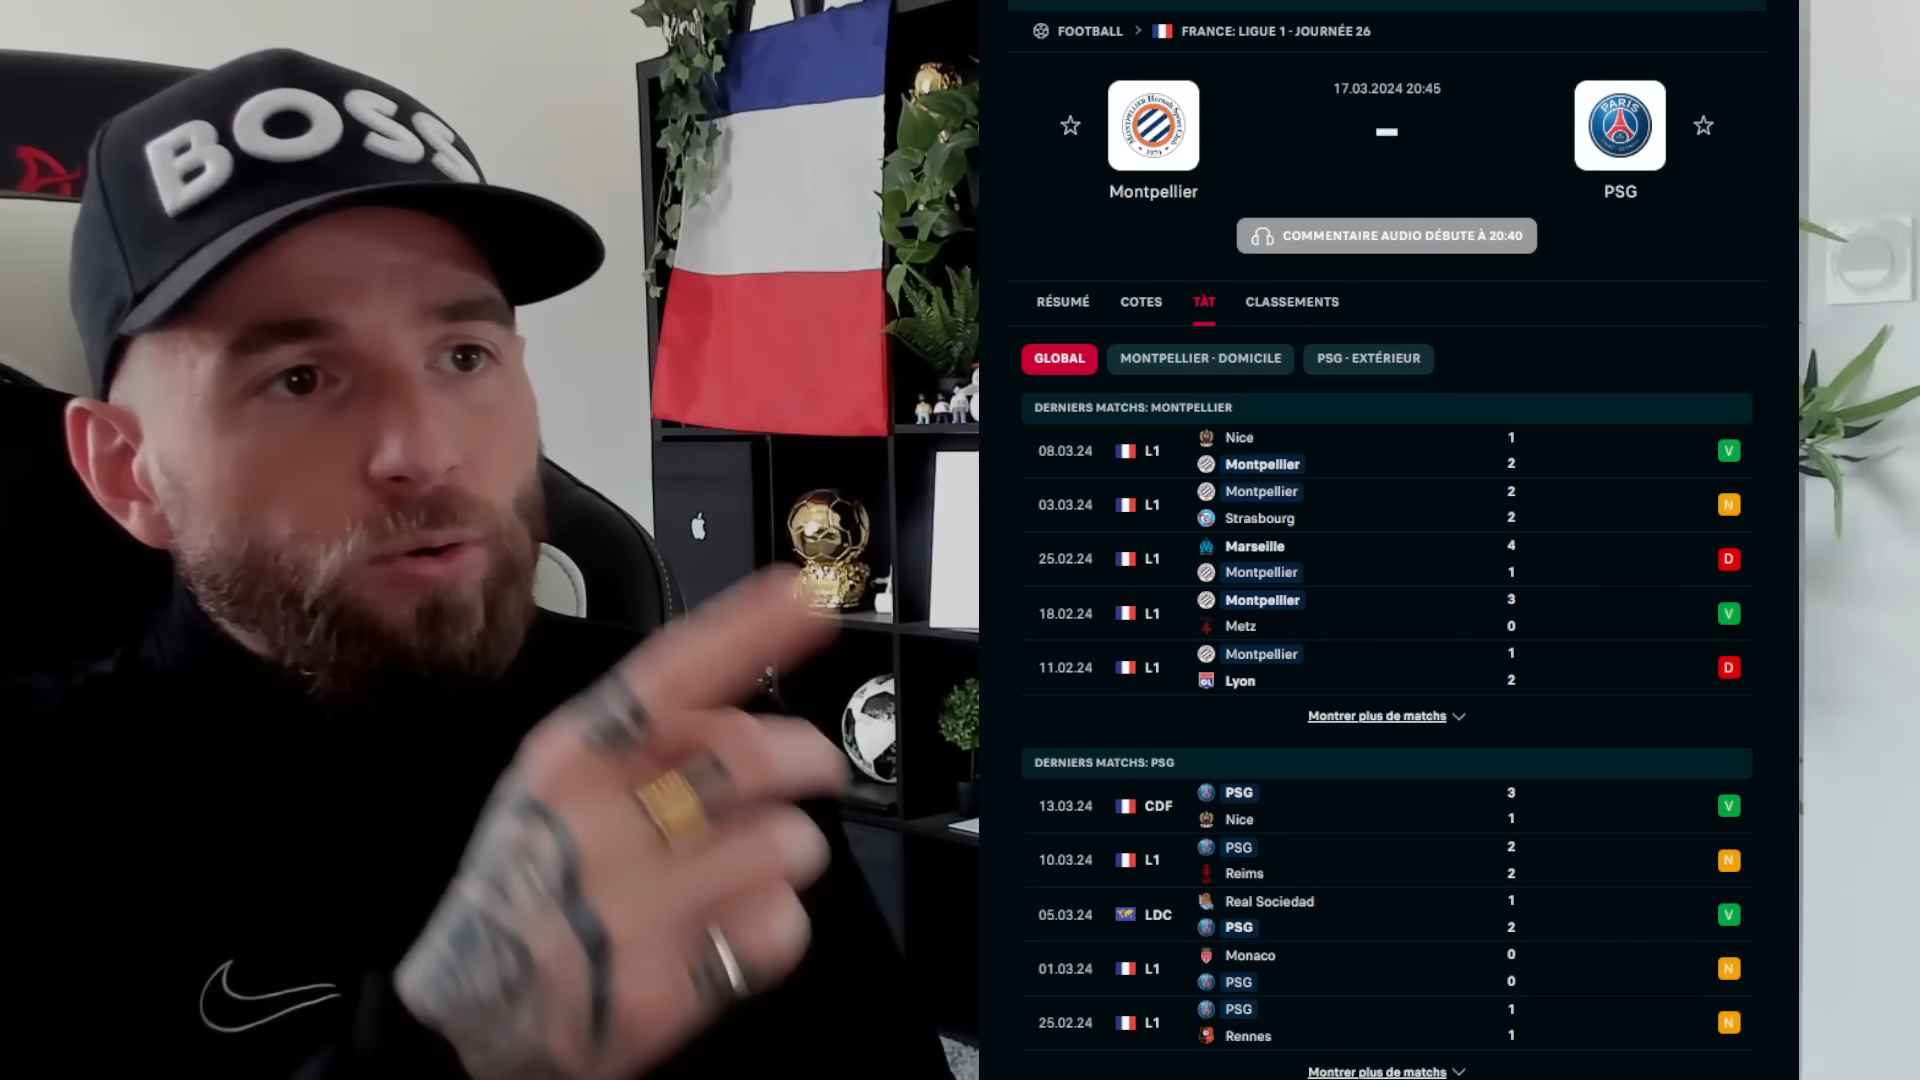 BOSS
FOOTBALL > FRANCE: LIGUE 1 - JOURNÉE 26
17.03.2024 20:45
Montpellier
PSG
COMMENTAIRE AUDIO DÉBUTE À 20:40
RÉSUMÉ COTES TÀT CLASSEMENTS
GLOBAL MONTPELLIER - DOMICILE PSG - EXTÉRIEUR
DERNIERS MATCHS: MONTPELLIER
08.03.24 L1 Nice 1
Montpellier 2 V
03.03.24 L1 Montpellier 2
Strasbourg 2 N
25.02.24 L1 Marseille 4
Montpellier 1 D
18.02.24 L1 Montpellier 3
Metz 0 V
11.02.24 L1 Montpellier 1
Lyon 2 D
Montrer plus de matchs
DERNIERS MATCHS: PSG
13.03.24 CDF PSG 3
Nice 1 V
10.03.24 L1 PSG 2
Reims 2 N
05.03.24 LDC Real Sociedad 1
PSG 2 V
01.03.24 L1 Monaco 0
PSG 0 N
25.02.24 L1 PSG 1
Rennes 1 N
Montrer plus de matchs